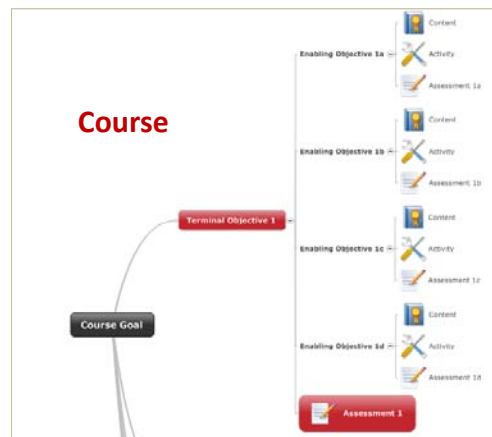 Course
Course Goal
Terminal Objective 1
Enabling Objective 1a
Content
Activity
Assessment 1a
Enabling Objective 1b
Content
Activity
Assessment 1b
Enabling Objective 1c
Content
Activity
Assessment 1c
Enabling Objective 1d
Content
Activity
Assessment 1d
Assessment 1